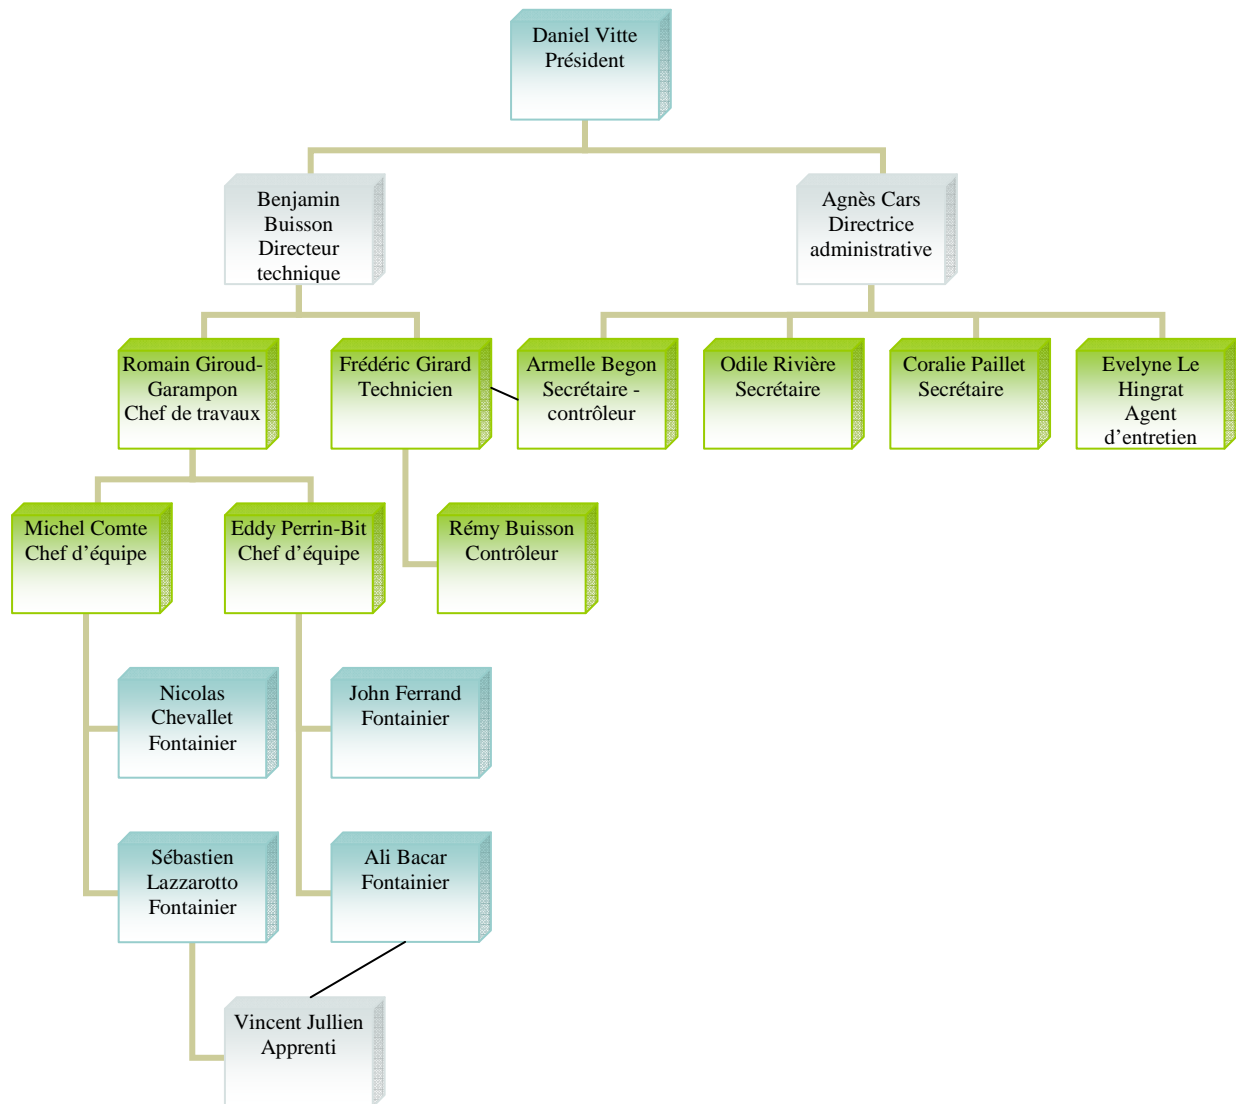 Daniel Vitte
Président
Benjamin
Buisson
Directeur
technique
Agnès Cars
Directrice
administrative
Romain Giroud-
Garampon
Chef de travaux
Frédéric Girard
Technicien
Armelle Begon
Secrétaire -
contrôleur
Odile Rivière
Secrétaire
Coralie Paillet
Secrétaire
Evelyne Le
Hingrat
Agent
d’entretien
Michel Comte
Chef d’équipe
Eddy Perrin-Bit
Chef d’équipe
Rémy Buisson
Contrôleur
Nicolas
Chevallet
Fontainier
John Ferrand
Fontainier
Sébastien
Lazzarotto
Fontainier
Ali Bacar
Fontainier
Vincent Jullien
Apprenti